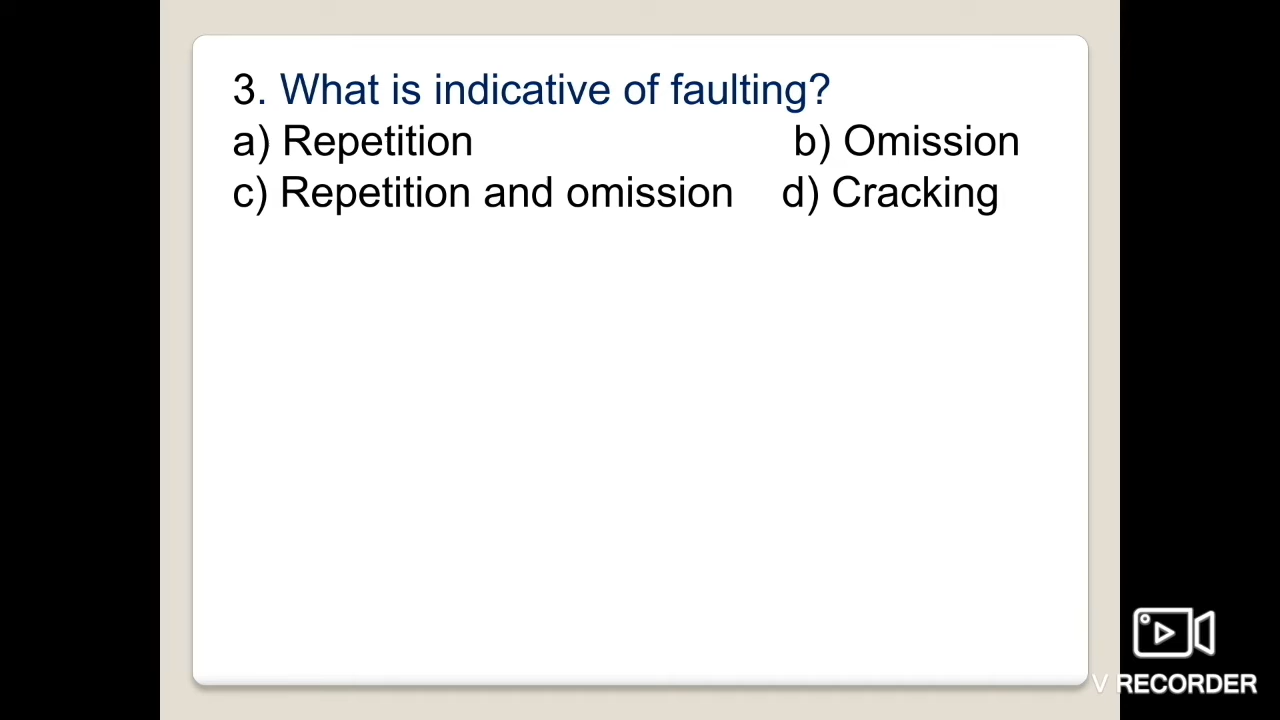 3. What is indicative of faulting?
a) Repetition b) Omission
c) Repetition and omission d) Cracking
V RECORDER